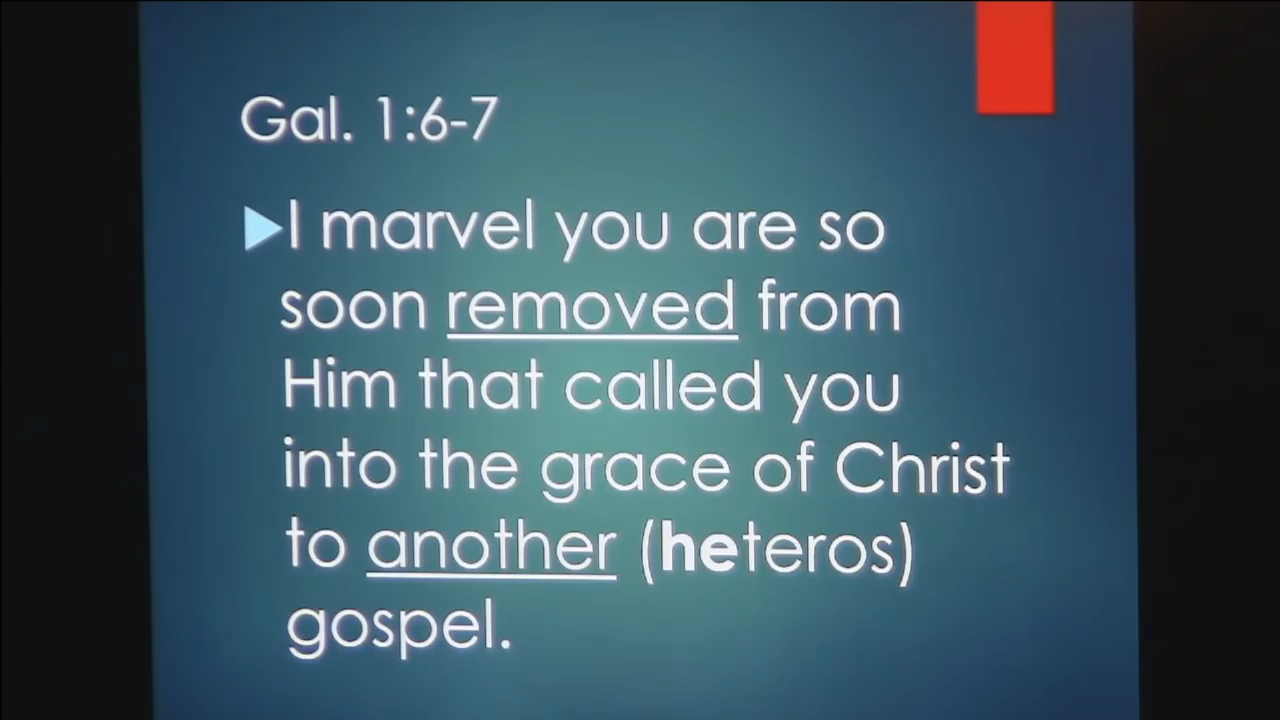 Gal. 1:6-7
I marvel you are so
soon removed from
Him that called you
into the grace of Christ
to another (heteros)
gospel.